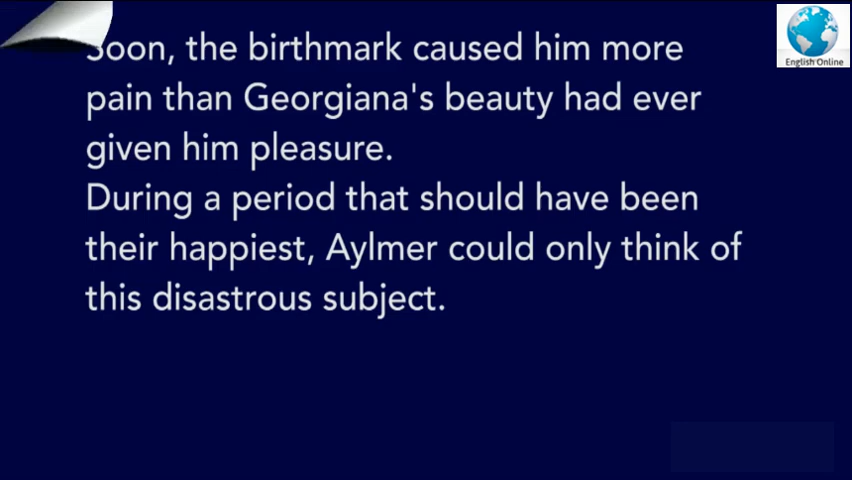 Soon, the birthmark caused him more
pain than Georgiana's beauty had ever
given him pleasure.
During a period that should have been
their happiest, Aylmer could only think of
this disastrous subject.
English Online